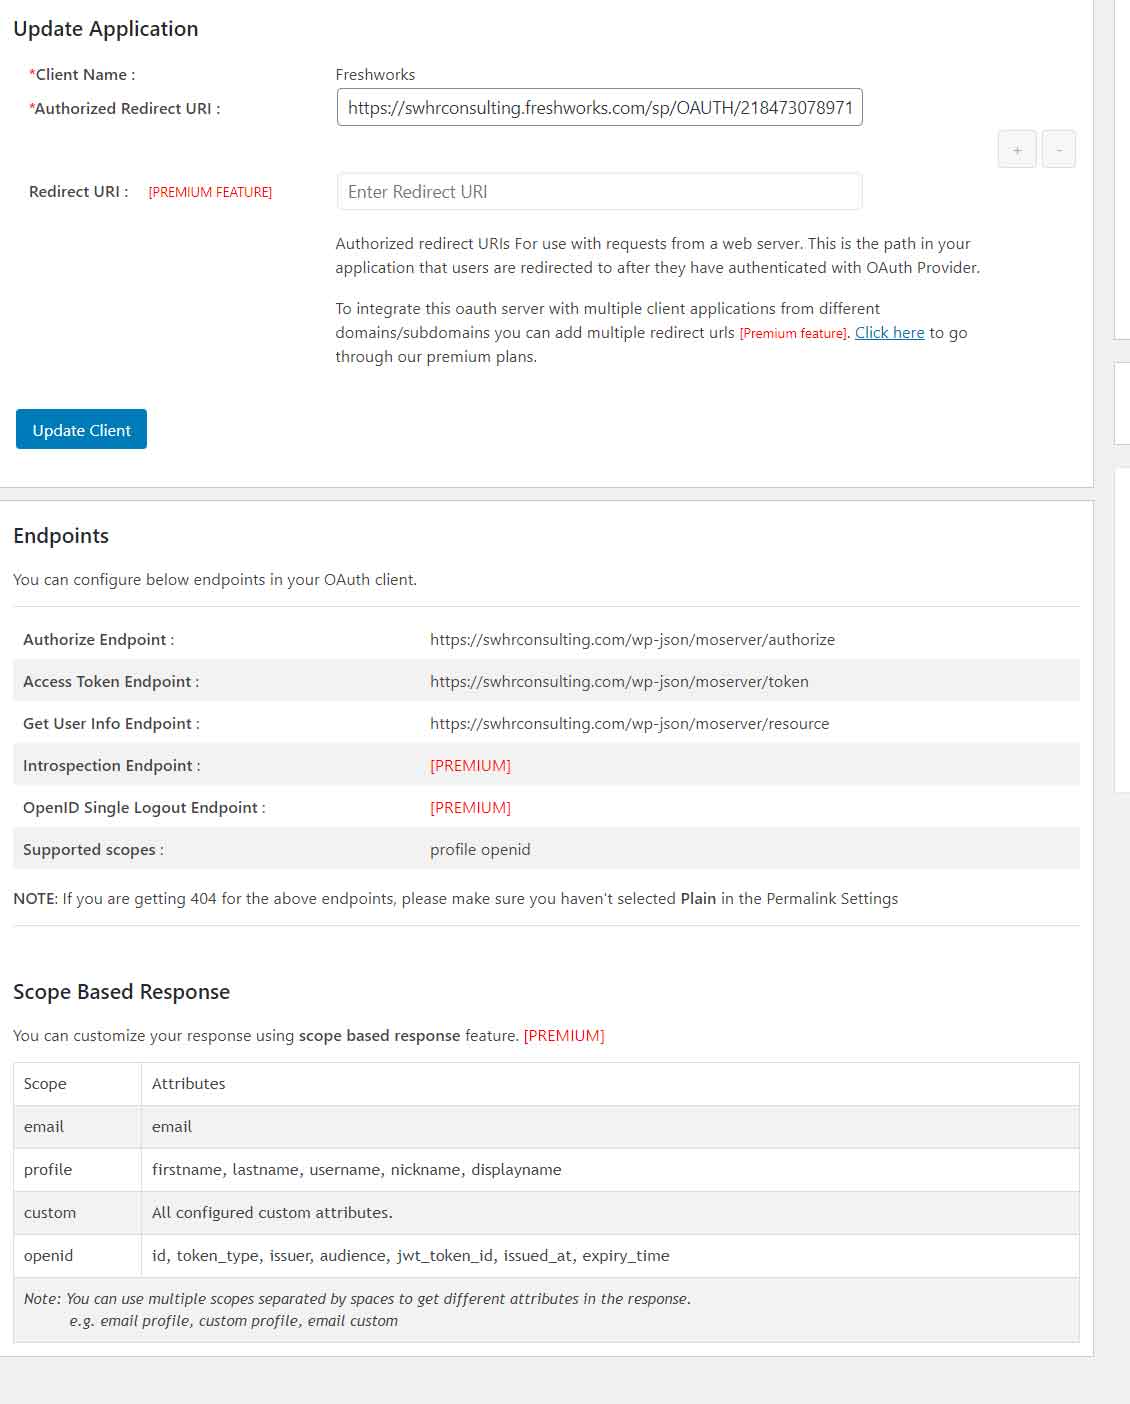 Update Application
*Client Name : Freshworks
*Authorized Redirect URI : https://swhrconsulting.freshworks.com/sp/OAUTH/218473078971
+ -
Redirect URI : [PREMIUM FEATURE] Enter Redirect URI
Authorized redirect URIs For use with requests from a web server. This is the path in your
application that users are redirected to after they have authenticated with OAuth Provider.
To integrate this oauth server with multiple client applications from different
domains/subdomains you can add multiple redirect urls [Premium feature]. Click here to go
through our premium plans.
Update Client
Endpoints
You can configure below endpoints in your OAuth client.
Authorize Endpoint : https://swhrconsulting.com/wp-json/moserver/authorize
Access Token Endpoint : https://swhrconsulting.com/wp-json/moserver/token
Get User Info Endpoint : https://swhrconsulting.com/wp-json/moserver/resource
Introspection Endpoint : [PREMIUM]
OpenID Single Logout Endpoint : [PREMIUM]
Supported scopes : profile openid
NOTE: If you are getting 404 for the above endpoints, please make sure you haven't selected Plain in the Permalink Settings
Scope Based Response
You can customize your response using scope based response feature. [PREMIUM]
Scope Attributes
email email
profile firstname, lastname, username, nickname, displayname
custom All configured custom attributes.
openid id, token_type, issuer, audience, jwt_token_id, issued_at, expiry_time
Note: You can use multiple scopes separated by spaces to get different attributes in the response.
e.g. email profile, custom profile, email custom